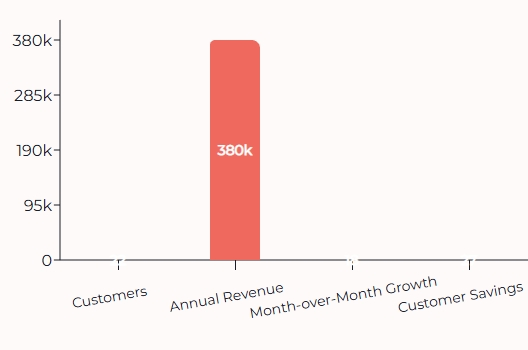 380k
285k
190k
95k
0
380k
Customers
Annual Revenue
Month-over-Month Growth
Customer Savings